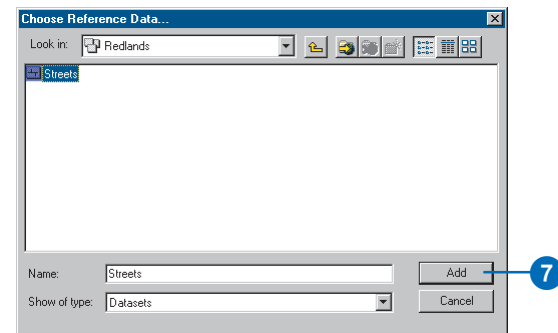 Choose Reference Data...
Look in: Redlands
Streets
Name: Streets Add 7
Show of type: Datasets Cancel